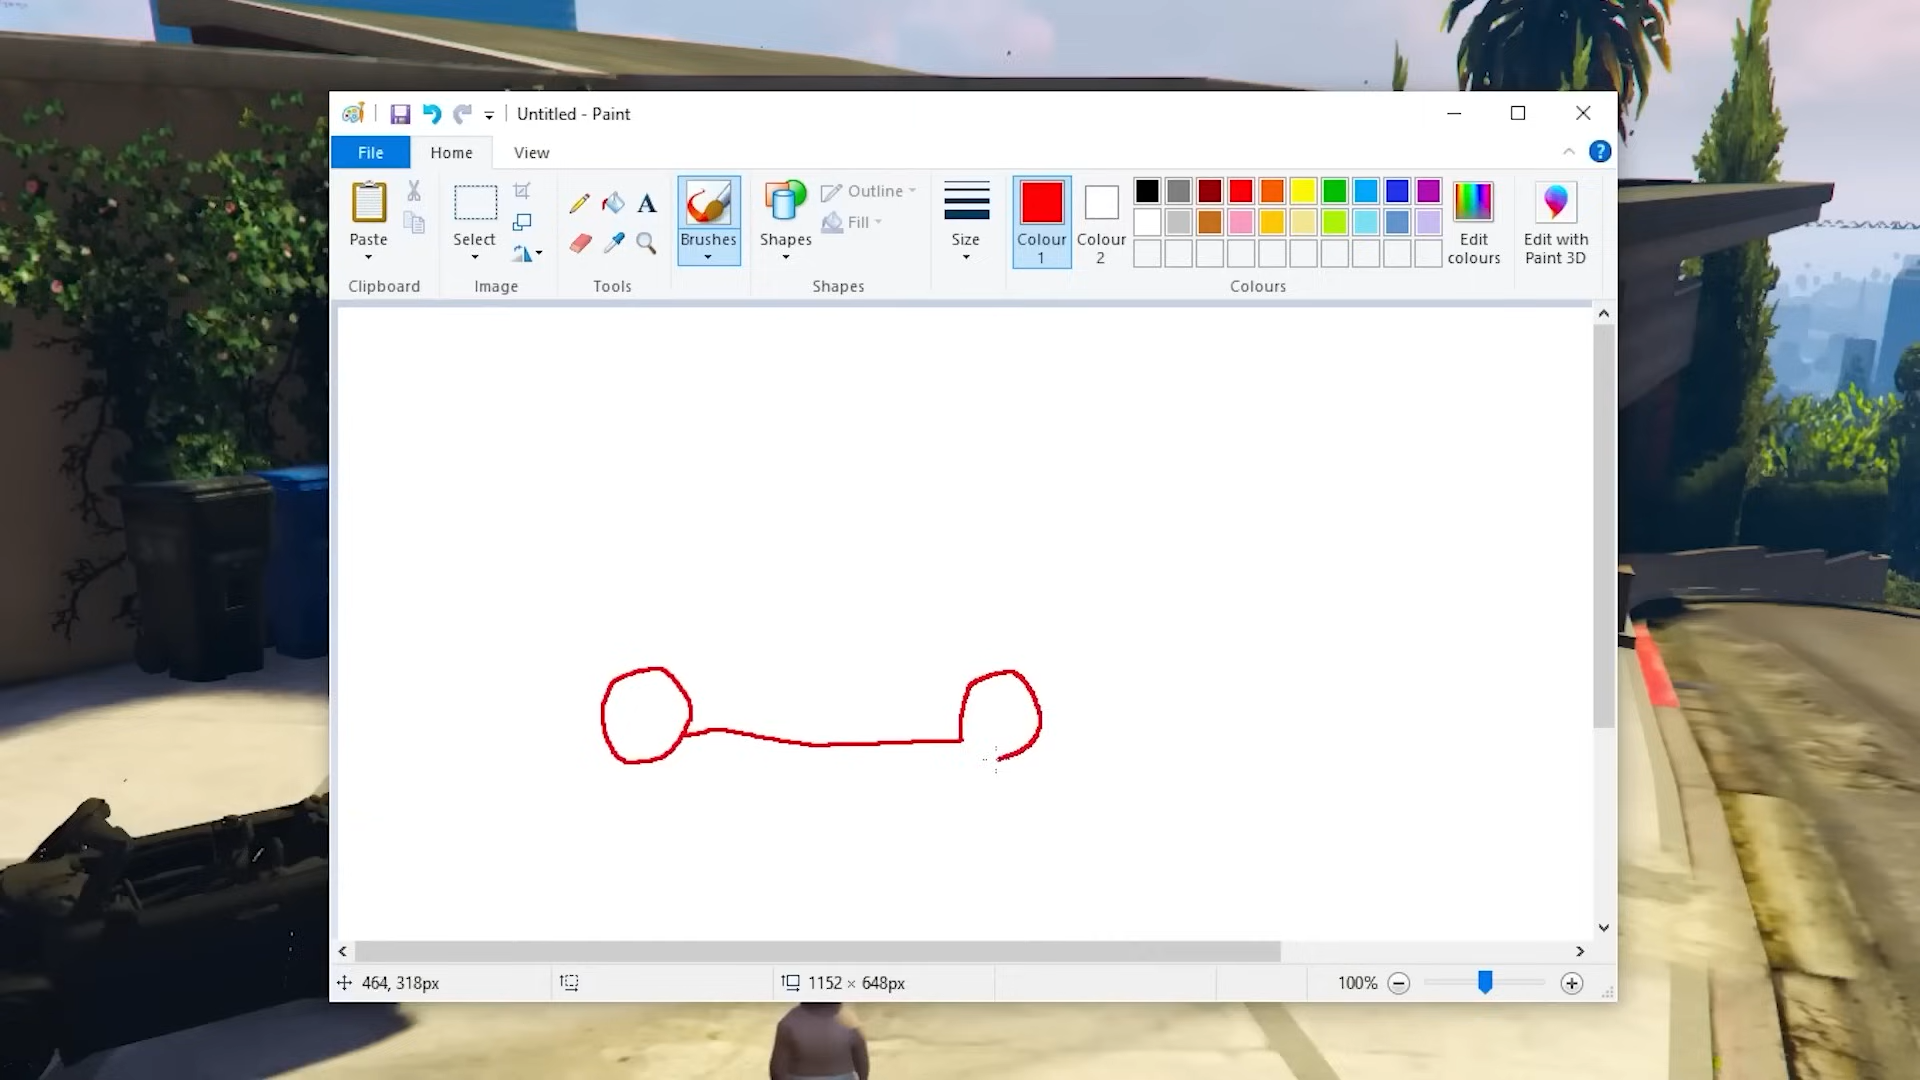 Untitled - Paint
File Home View ?
Paste
Select
A
Brushes
Shapes
Outline
Fill
Size
Colour 1
Colour 2
Edit colours
Edit with Paint 3D
Clipboard Image Tools Shapes Colours
464, 318px 1152 × 648px 100%